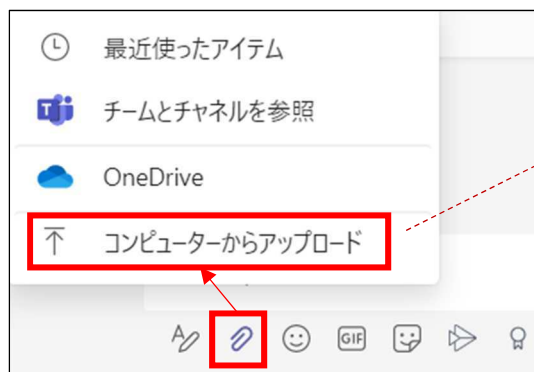 最近使ったアイテム
チームとチャネルを参照
OneDrive
コンピューターからアップロード
GIF